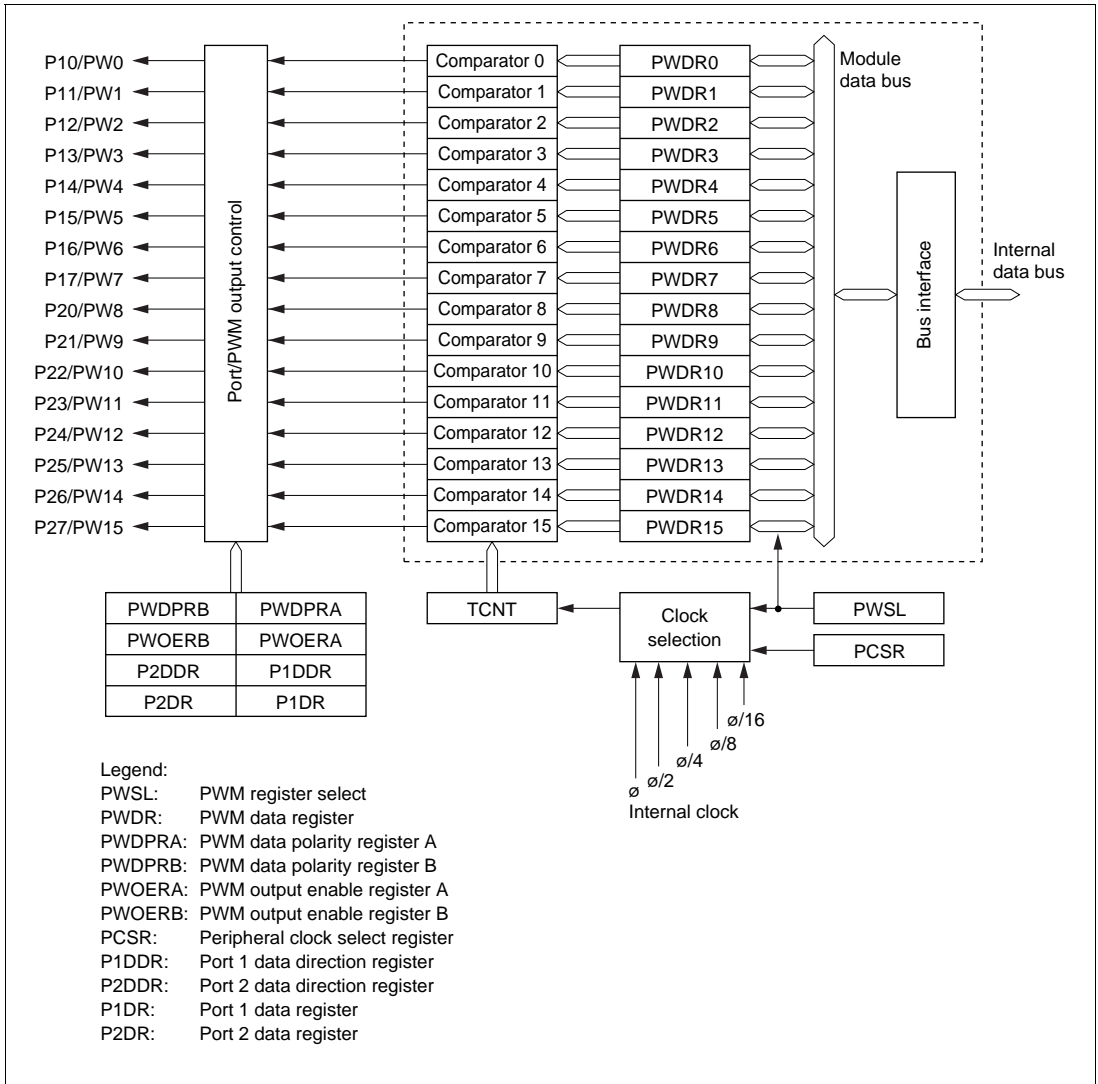 P10/PW0
P11/PW1
P12/PW2
P13/PW3
P14/PW4
P15/PW5
P16/PW6
P17/PW7
P20/PW8
P21/PW9
P22/PW10
P23/PW11
P24/PW12
P25/PW13
P26/PW14
P27/PW15
Port/PWM output control
Comparator 0 PWDR0
Comparator 1 PWDR1
Comparator 2 PWDR2
Comparator 3 PWDR3
Comparator 4 PWDR4
Comparator 5 PWDR5
Comparator 6 PWDR6
Comparator 7 PWDR7
Comparator 8 PWDR8
Comparator 9 PWDR9
Comparator 10 PWDR10
Comparator 11 PWDR11
Comparator 12 PWDR12
Comparator 13 PWDR13
Comparator 14 PWDR14
Comparator 15 PWDR15
Module
data bus
Bus interface
Internal
data bus
PWDPRB PWDPRA
PWOERB PWOERA
P2DDR P1DDR
P2DR P1DR
TCNT
Clock
selection
PWSL
PCSR
ø/16
ø/8
ø/4
ø/2
ø
Internal clock
Legend:
PWSL: PWM register select
PWDR: PWM data register
PWDPRA: PWM data polarity register A
PWDPRB: PWM data polarity register B
PWOERA: PWM output enable register A
PWOERB: PWM output enable register B
PCSR: Peripheral clock select register
P1DDR: Port 1 data direction register
P2DDR: Port 2 data direction register
P1DR: Port 1 data register
P2DR: Port 2 data register